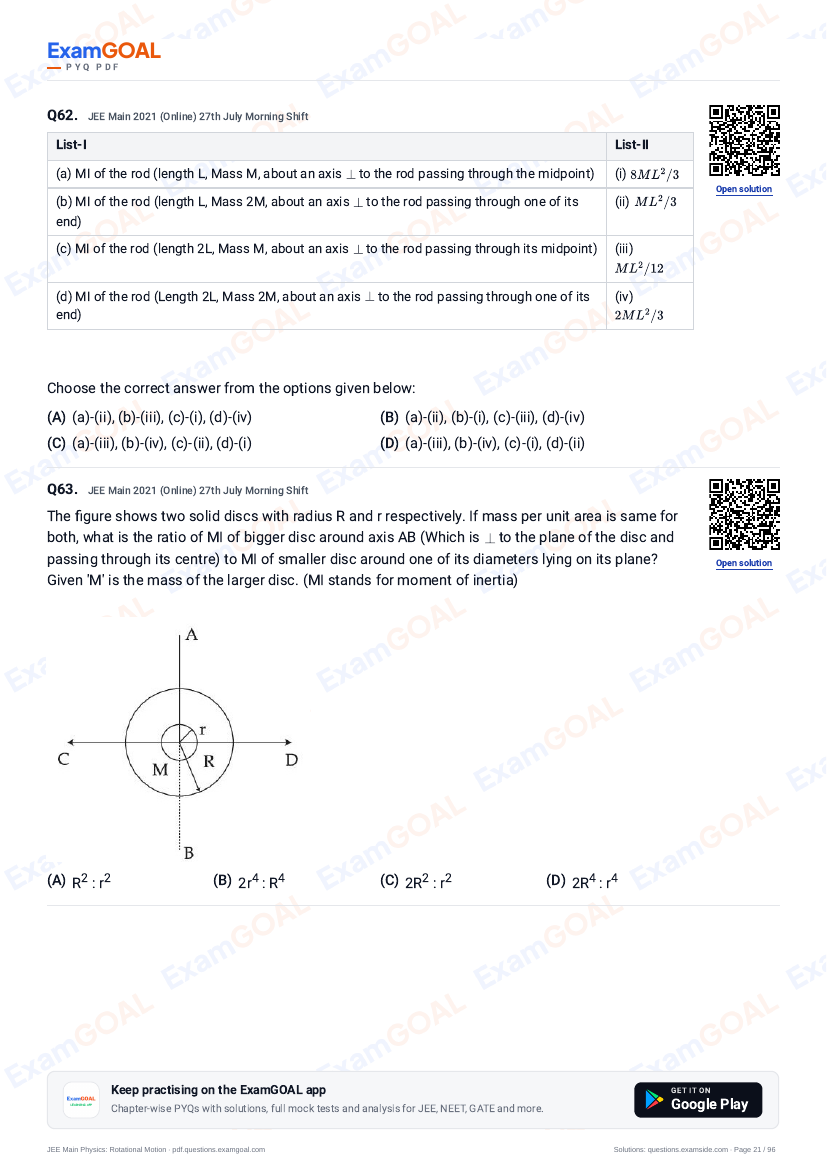 ExamGOAL
PYQ PDF
Q62. JEE Main 2021 (Online) 27th July Morning Shift
List-I List-II
(a) MI of the rod (length L, Mass M, about an axis ⊥ to the rod passing through the midpoint) (i) 8ML²/3
(b) MI of the rod (length L, Mass 2M, about an axis ⊥ to the rod passing through one of its (ii) ML²/3
end)
(c) MI of the rod (length 2L, Mass M, about an axis ⊥ to the rod passing through its midpoint) (iii)
ML²/12
(d) MI of the rod (Length 2L, Mass 2M, about an axis ⊥ to the rod passing through one of its (iv)
end) 2ML²/3
Open solution
Choose the correct answer from the options given below:
(A) (a)-(ii), (b)-(iii), (c)-(i), (d)-(iv) (B) (a)-(ii), (b)-(i), (c)-(iii), (d)-(iv)
(C) (a)-(iii), (b)-(iv), (c)-(ii), (d)-(i) (D) (a)-(iii), (b)-(iv), (c)-(i), (d)-(ii)
Q63. JEE Main 2021 (Online) 27th July Morning Shift
The figure shows two solid discs with radius R and r respectively. If mass per unit area is same for
both, what is the ratio of MI of bigger disc around axis AB (Which is ⊥ to the plane of the disc and
passing through its centre) to MI of smaller disc around one of its diameters lying on its plane?
Given 'M' is the mass of the larger disc. (MI stands for moment of inertia)
Open solution
A
r
C M R D
B
(A) R² : r² (B) 2r⁴ : R⁴ (C) 2R² : r² (D) 2R⁴ : r⁴
Keep practising on the ExamGOAL app
Chapter-wise PYQs with solutions, full mock tests and analysis for JEE, NEET, GATE and more.
GET IT ON
Google Play
JEE Main Physics: Rotational Motion · pdf.questions.examgoal.com Solutions: questions.examside.com · Page 21 / 96